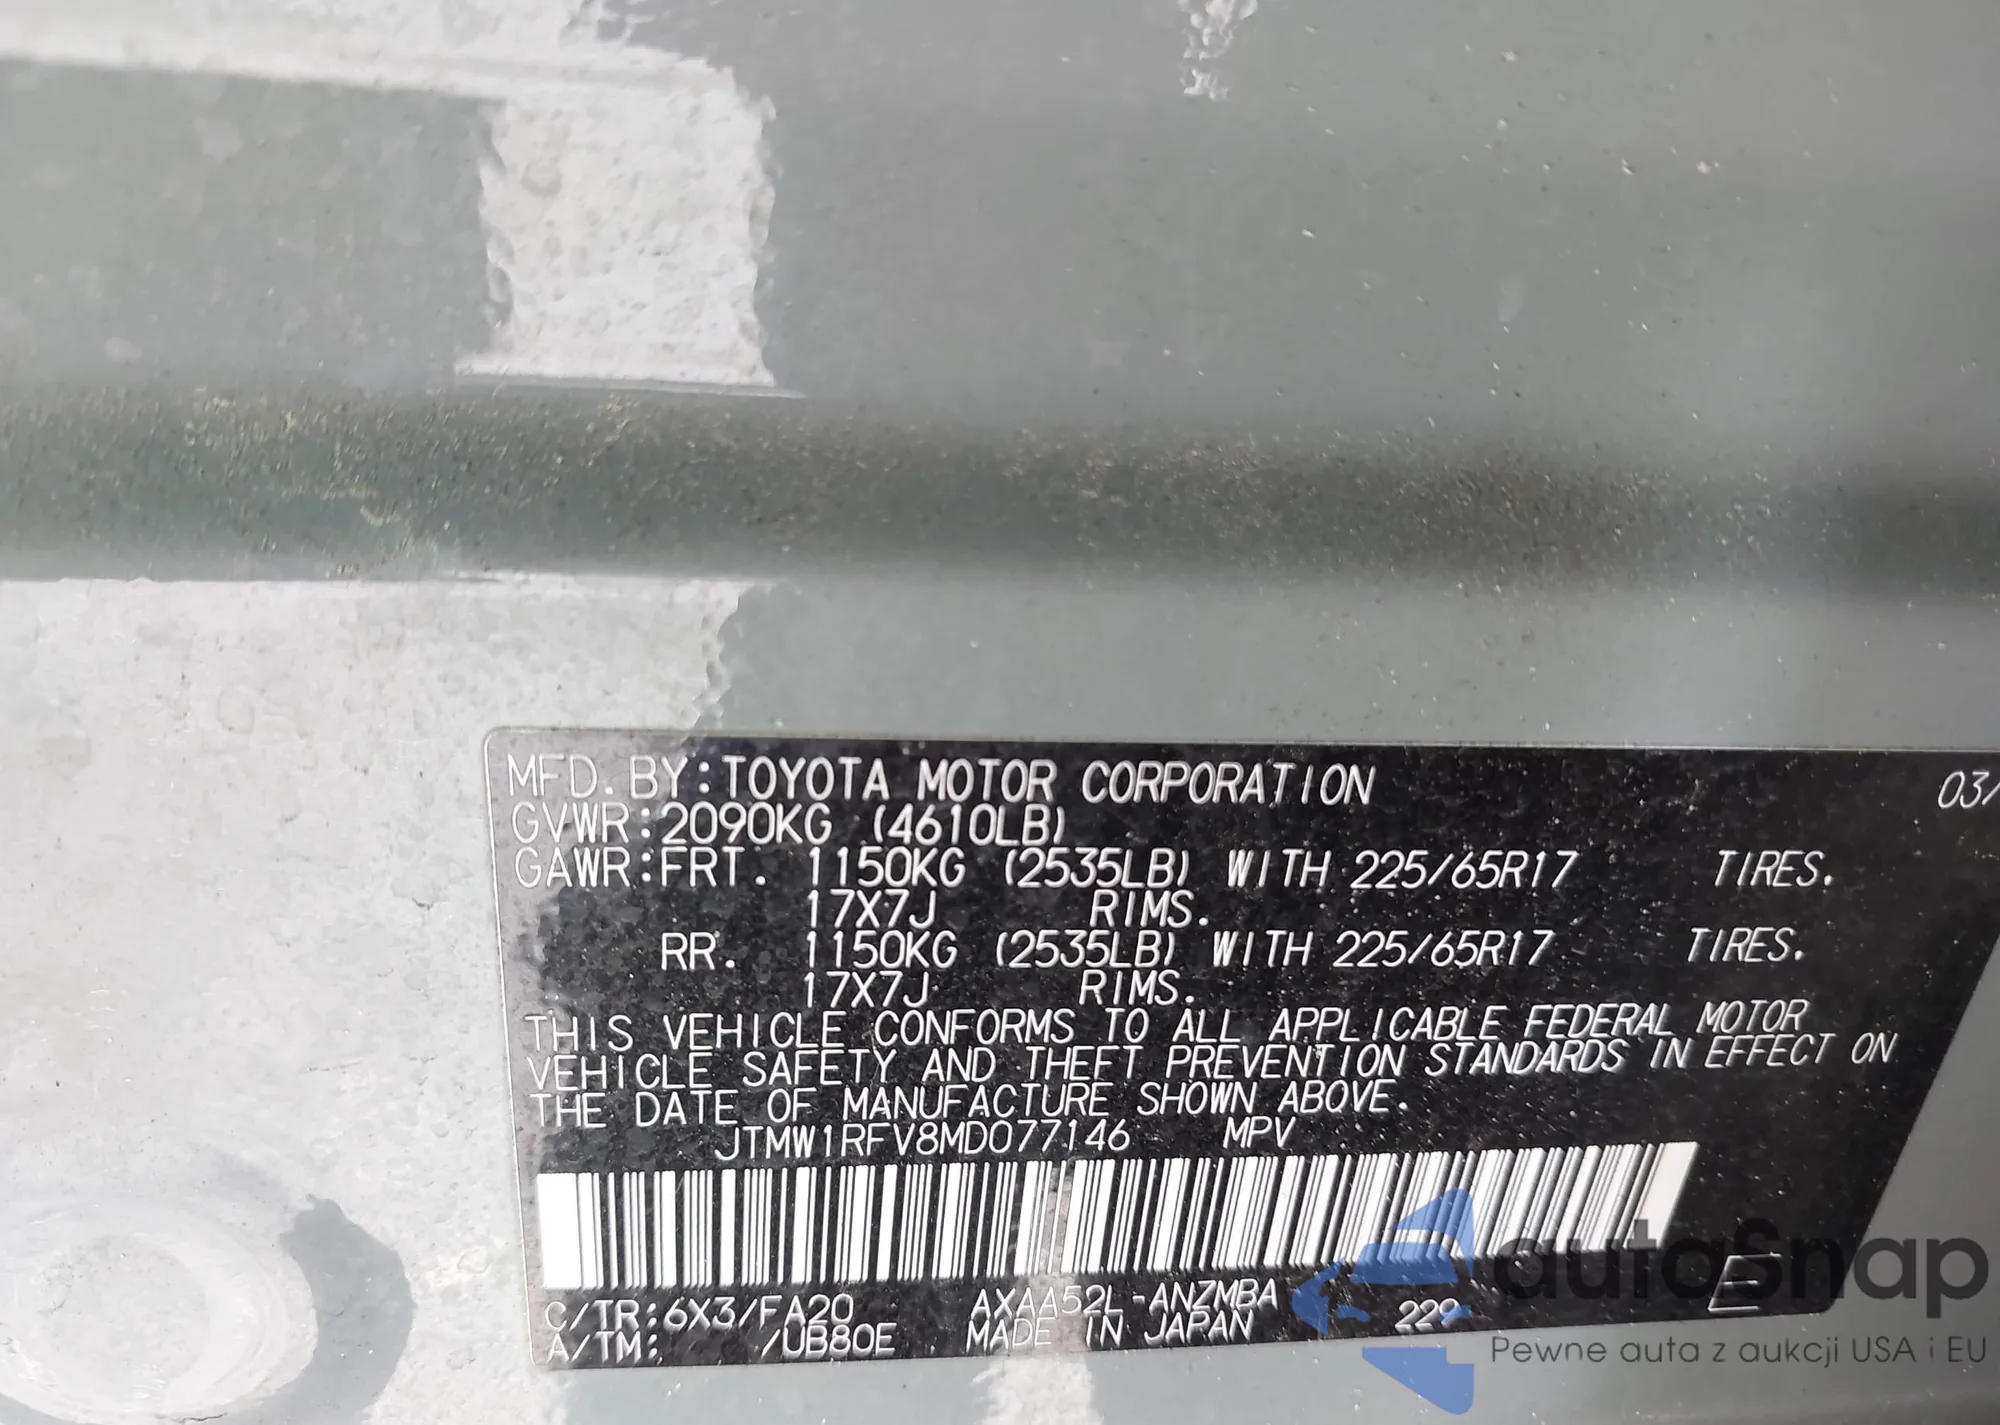 MFD. BY:TOYOTA MOTOR CORPORATION 03/
GVWR:2090KG (4610LB)
GAWR:FRT. 1150KG (2535LB) WITH 225/65R17 TIRES.
17X7J RIMS.
RR. 1150KG (2535LB) WITH 225/65R17 TIRES.
17X7J RIMS.
THIS VEHICLE CONFORMS TO ALL APPLICABLE FEDERAL MOTOR
VEHICLE SAFETY AND THEFT PREVENTION STANDARDS IN EFFECT ON
THE DATE OF MANUFACTURE SHOWN ABOVE.
JTMW1RFV8MD077146 MPV
C/TR:6X3/FA20 AXAA52L-ANZMBA 229 E
A/TM: /UB80E MADE IN JAPAN
autoSnap
Pewne auta z aukcji USA i EU